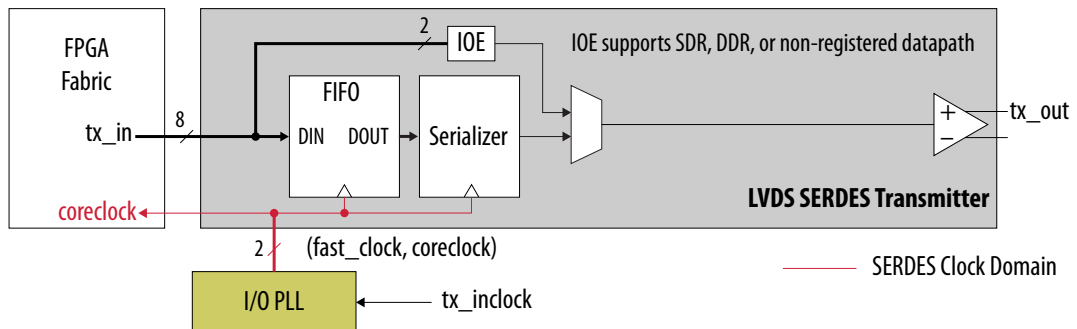 FPGA
Fabric
2
IOE
IOE supports SDR, DDR, or non-registered datapath
FIFO
tx_in
8
DIN DOUT
Serializer
+
−
tx_out
LVDS SERDES Transmitter
coreclock
2
(fast_clock, coreclock)
SERDES Clock Domain
I/O PLL
tx_inclock